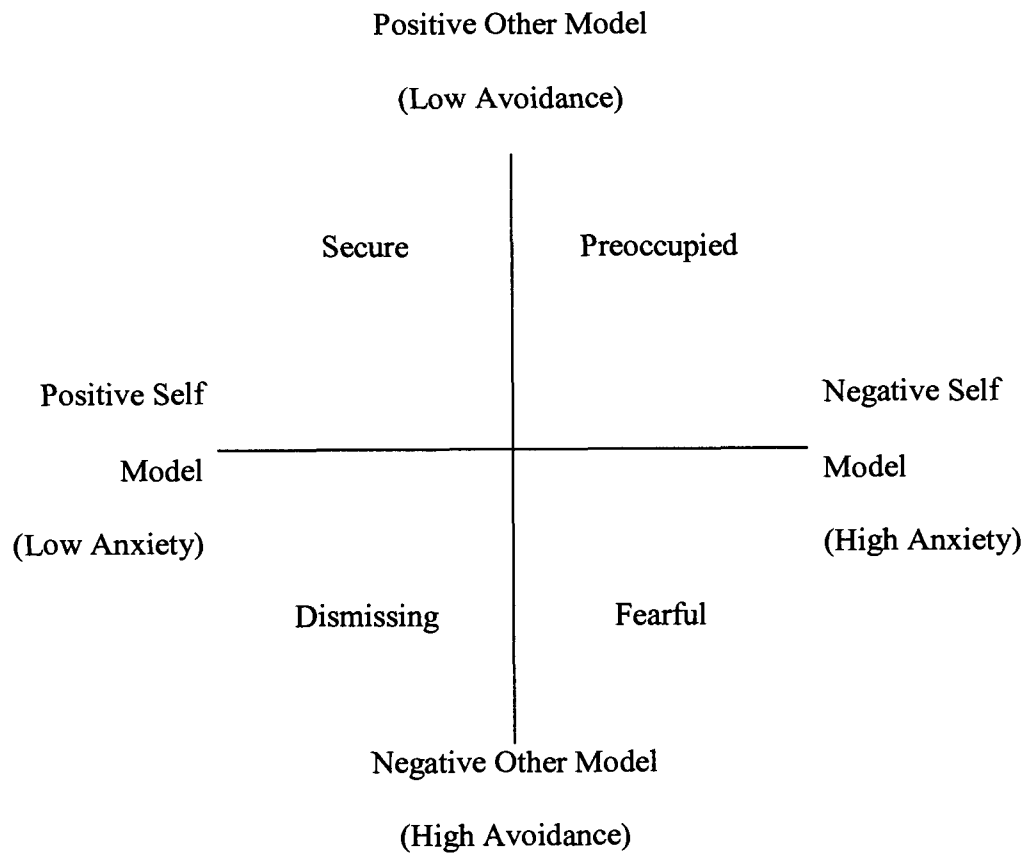 Positive Other Model
(Low Avoidance)
Secure
Preoccupied
Positive Self
Model
(Low Anxiety)
Negative Self
Model
(High Anxiety)
Dismissing
Fearful
Negative Other Model
(High Avoidance)